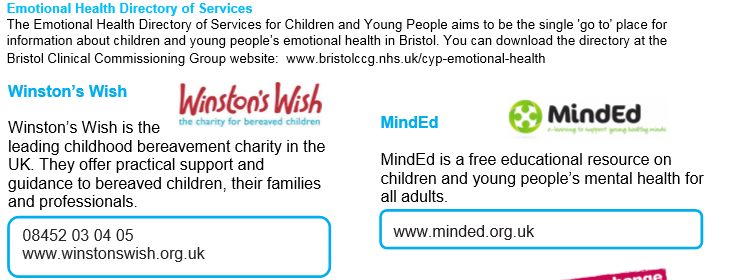 Emotional Health Directory of Services
The Emotional Health Directory of Services for Children and Young People aims to be the single 'go to' place for
information about children and young people's emotional health in Bristol. You can download the directory at the
Bristol Clinical Commissioning Group website:  www.bristolccg.nhs.uk/cyp-emotional-health
Winston's Wish
Winston's Wish
the charity for bereaved children
Winston's Wish is the
leading childhood bereavement charity in the
UK. They offer practical support and
guidance to bereaved children, their families
and professionals.
08452 03 04 05
www.winstonswish.org.uk
MindEd
MindEd
e-learning to support young healthy minds
MindEd is a free educational resource on
children and young people's mental health for
all adults.
www.minded.org.uk